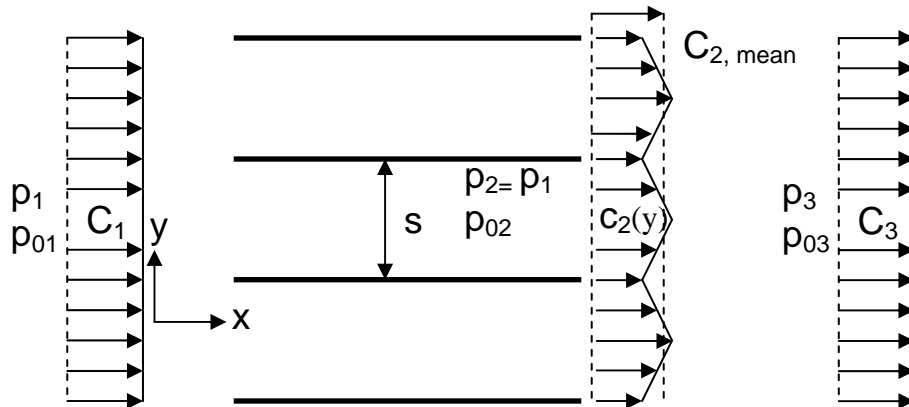 C2, mean
p1
p01
C1
y
x
s
p2= p1
p02
c2(y)
p3
p03
C3